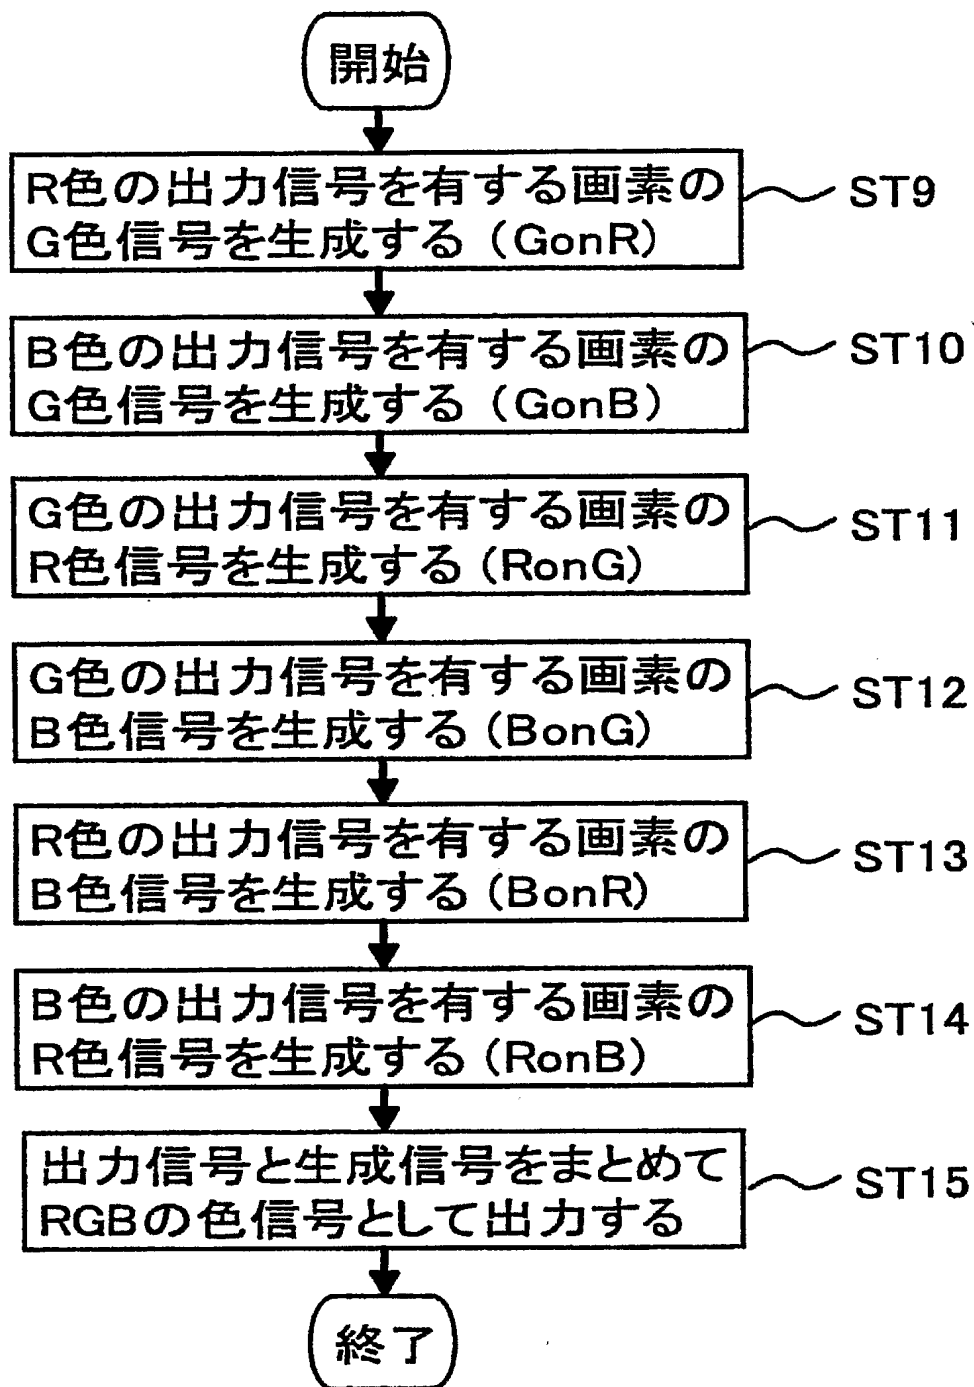 開始
R色の出力信号を有する画素の
G色信号を生成する（GonR）
ST9
B色の出力信号を有する画素の
G色信号を生成する（GonB）
ST10
G色の出力信号を有する画素の
R色信号を生成する（RonG）
ST11
G色の出力信号を有する画素の
B色信号を生成する（BonG）
ST12
R色の出力信号を有する画素の
B色信号を生成する（BonR）
ST13
B色の出力信号を有する画素の
R色信号を生成する（RonB）
ST14
出力信号と生成信号をまとめて
RGBの色信号として出力する
ST15
終了